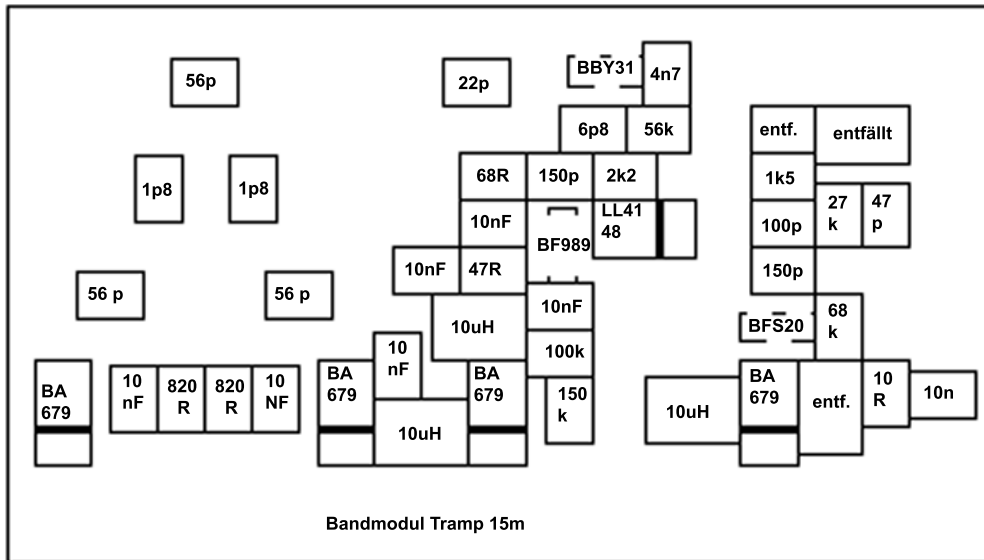 56p
22p
BBY31
4n7
6p8
56k
entf.
entfällt
1p8
1p8
68R
150p
2k2
1k5
10nF
BF989
LL41
48
100p
27
k
47
p
10nF
47R
150p
56 p
56 p
10uH
10nF
BFS20
68
k
100k
BA
679
10
nF
820
R
820
R
10
NF
BA
679
10
nF
BA
679
150
k
10uH
10uH
BA
679
entf.
10
R
10n
Bandmodul Tramp 15m